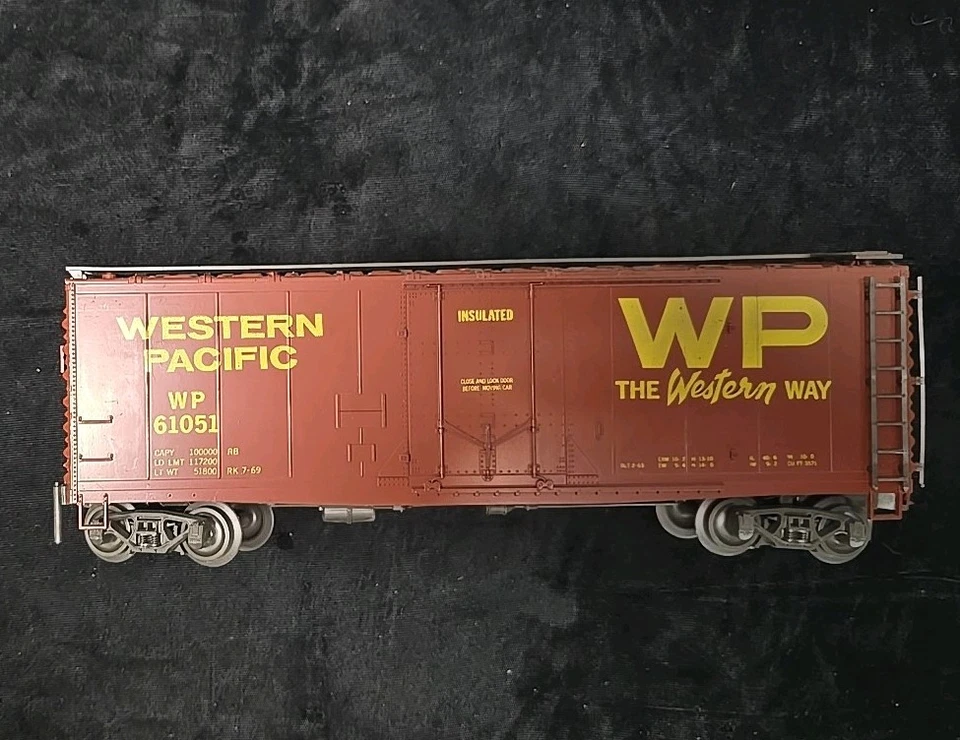 WESTERN
PACIFIC
WP
61051
CAPY 100000 RB
LD LMT 117200
LT WT 51800 RK 7-69
INSULATED
CLOSE AND LOCK DOOR
BEFORE MOVING CAR
WP
THE Western WAY